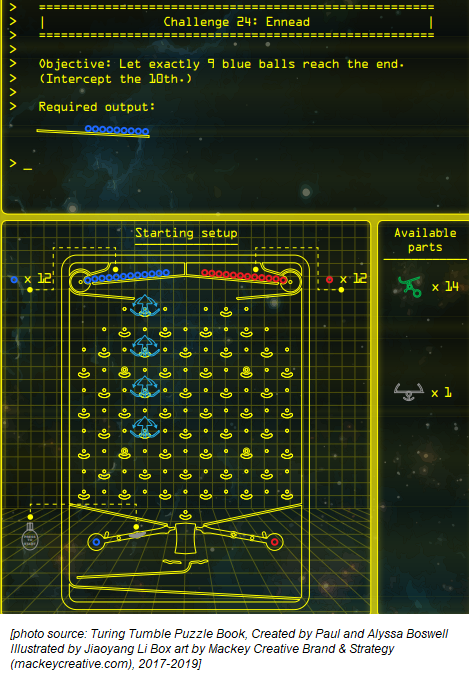 Challenge 24: Ennead
Objective: Let exactly 9 blue balls reach the end.
(Intercept the 10th.)
Required output:
> _
Starting setup
Available
parts
x 12
x 12
x 14
x 1
[photo source: Turing Tumble Puzzle Book, Created by Paul and Alyssa Boswell
Illustrated by Jiaoyang Li Box art by Mackey Creative Brand & Strategy
(mackeycreative.com), 2017-2019]